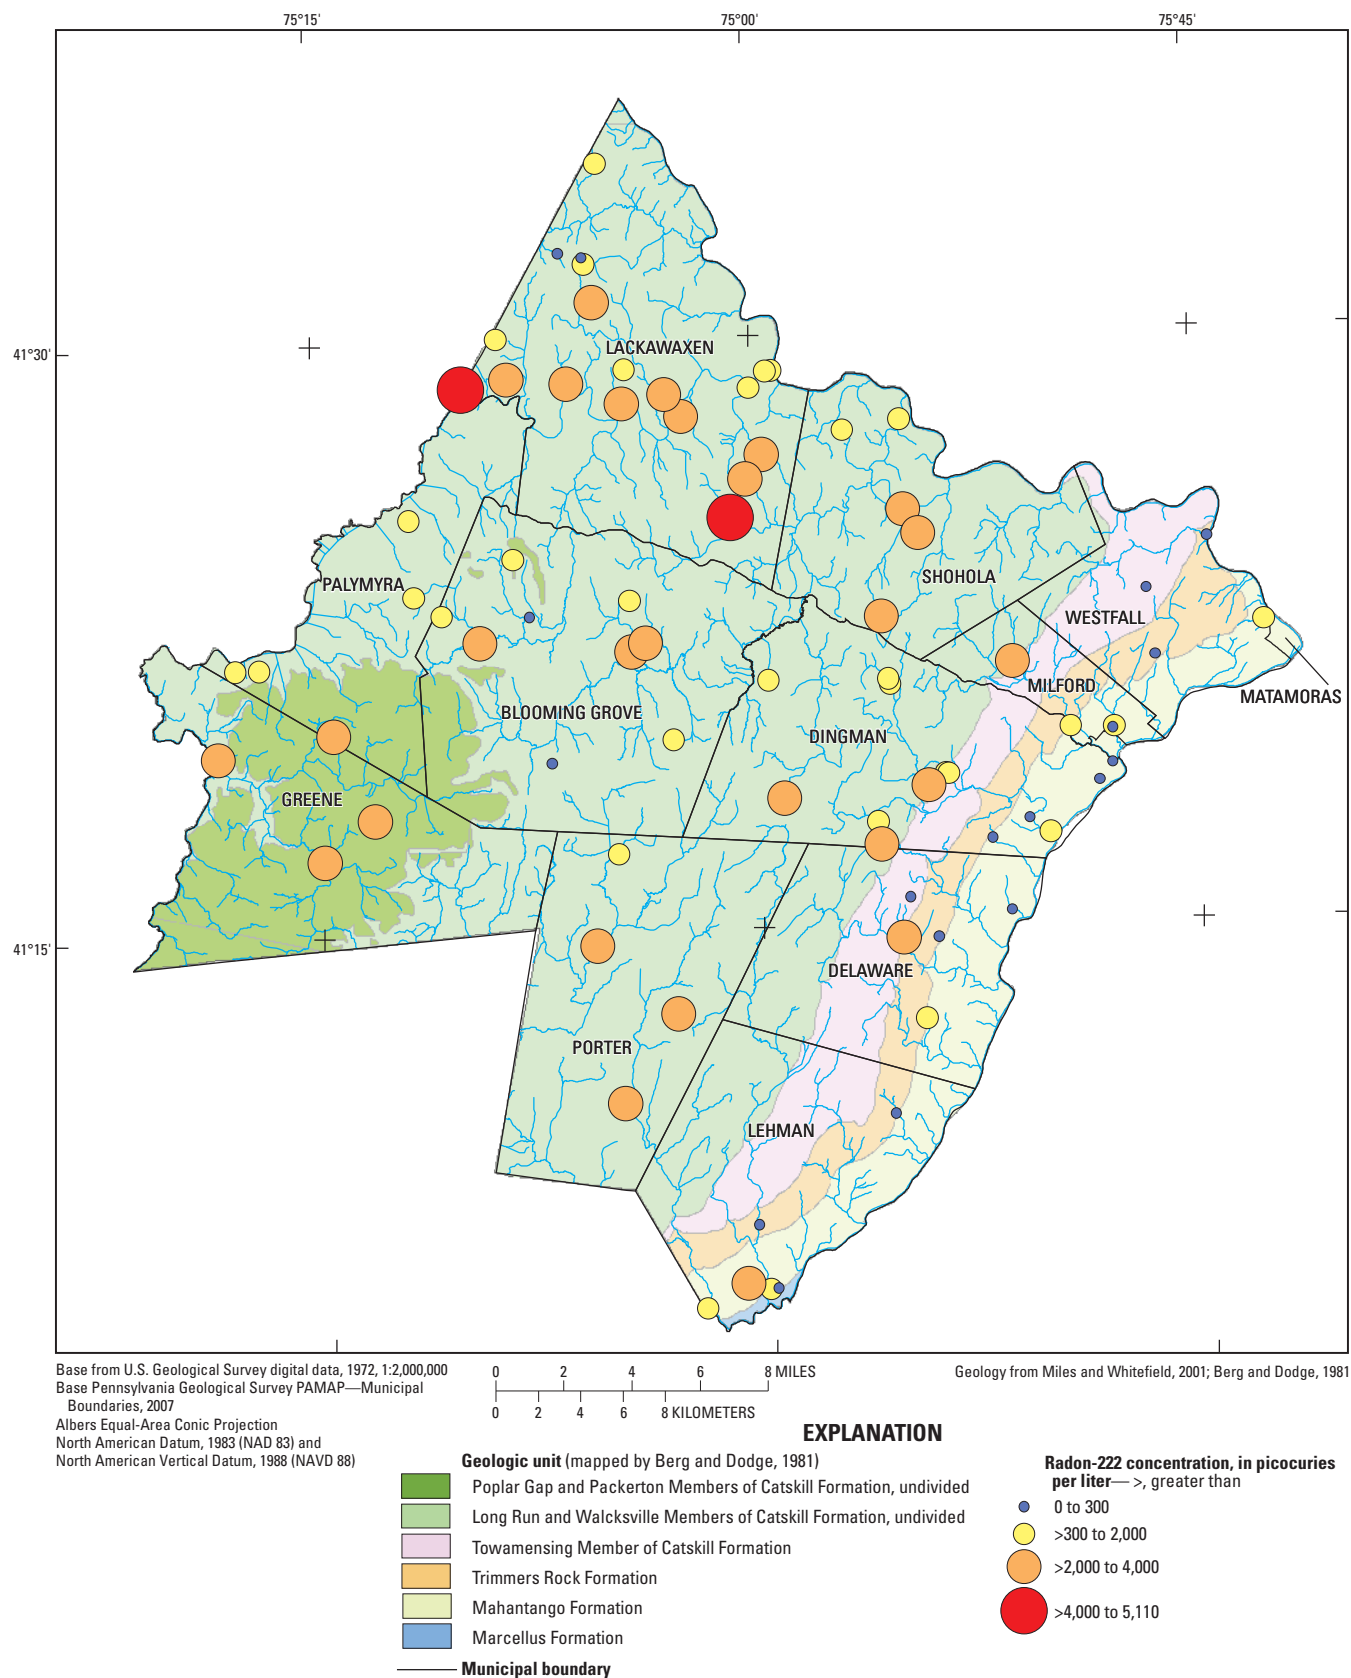 75°15' 75°00' 75°45'
41°30'
LACKAWAXEN
SHOHOLA
PALYMYRA
WESTFALL
MILFORD
MATAMORAS
BLOOMING GROVE
DINGMAN
GREENE
41°15'
DELAWARE
PORTER
LEHMAN
Base from U.S. Geological Survey digital data, 1972, 1:2,000,000
Base Pennsylvania Geological Survey PAMAP—Municipal
Boundaries, 2007
Albers Equal-Area Conic Projection
North American Datum, 1983 (NAD 83) and
North American Vertical Datum, 1988 (NAVD 88)
0 2 4 6 8 MILES
0 2 4 6 8 KILOMETERS
Geology from Miles and Whitefield, 2001; Berg and Dodge, 1981
EXPLANATION
Geologic unit (mapped by Berg and Dodge, 1981)
Poplar Gap and Packerton Members of Catskill Formation, undivided
Long Run and Walcksville Members of Catskill Formation, undivided
Towamensing Member of Catskill Formation
Trimmers Rock Formation
Mahantango Formation
Marcellus Formation
Municipal boundary
Radon-222 concentration, in picocuries
per liter— >, greater than
0 to 300
>300 to 2,000
>2,000 to 4,000
>4,000 to 5,110